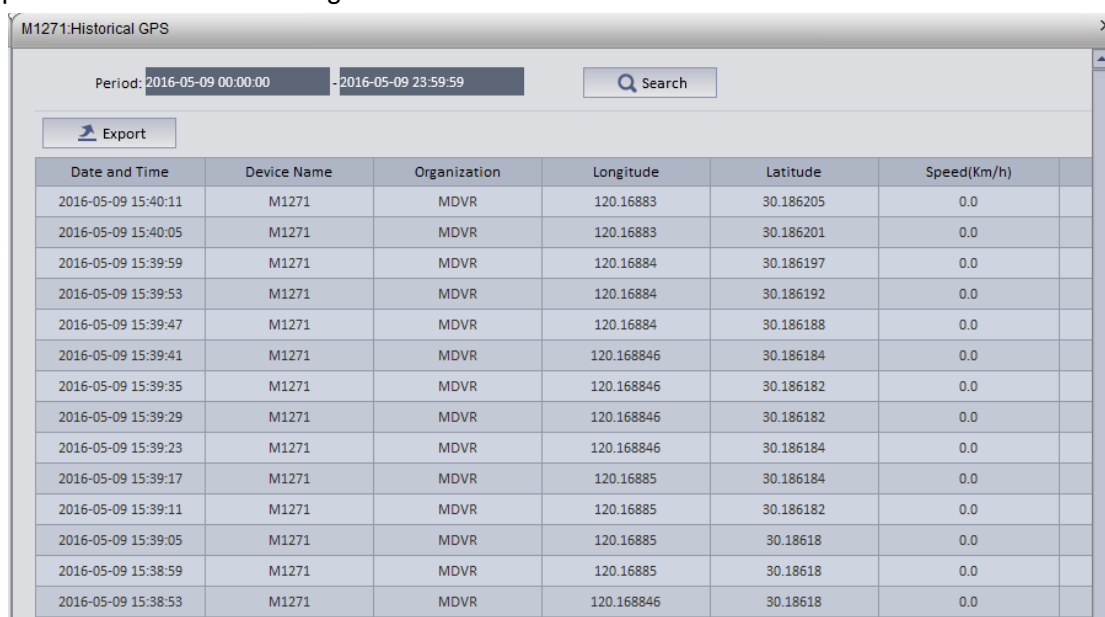 M1271:Historical GPS
Period: 2016-05-09 00:00:00 - 2016-05-09 23:59:59 Search
Export
Date and Time Device Name Organization Longitude Latitude Speed(Km/h)
2016-05-09 15:40:11 M1271 MDVR 120.16883 30.186205 0.0
2016-05-09 15:40:05 M1271 MDVR 120.16883 30.186201 0.0
2016-05-09 15:39:59 M1271 MDVR 120.16884 30.186197 0.0
2016-05-09 15:39:53 M1271 MDVR 120.16884 30.186192 0.0
2016-05-09 15:39:47 M1271 MDVR 120.16884 30.186188 0.0
2016-05-09 15:39:41 M1271 MDVR 120.168846 30.186184 0.0
2016-05-09 15:39:35 M1271 MDVR 120.168846 30.186182 0.0
2016-05-09 15:39:29 M1271 MDVR 120.168846 30.186182 0.0
2016-05-09 15:39:23 M1271 MDVR 120.168846 30.186184 0.0
2016-05-09 15:39:17 M1271 MDVR 120.16885 30.186184 0.0
2016-05-09 15:39:11 M1271 MDVR 120.16885 30.186182 0.0
2016-05-09 15:39:05 M1271 MDVR 120.16885 30.18618 0.0
2016-05-09 15:38:59 M1271 MDVR 120.16885 30.18618 0.0
2016-05-09 15:38:53 M1271 MDVR 120.168846 30.18618 0.0